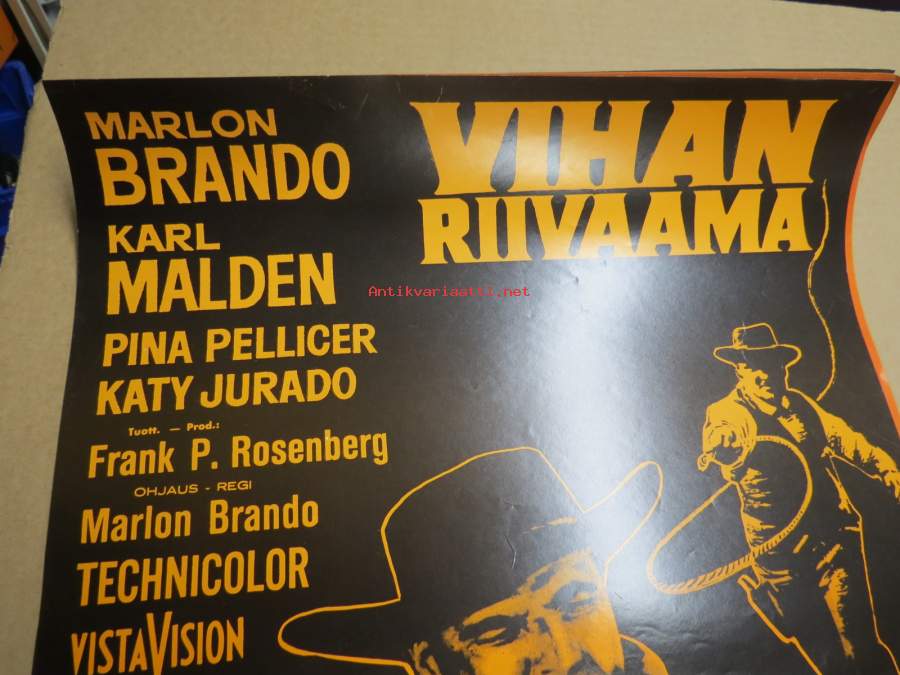 MARLON
BRANDO
KARL
MALDEN
PINA PELLICER
KATY JURADO
Tuott. — Prod.:
Frank P. Rosenberg
OHJAUS - REGI
Marlon Brando
TECHNICOLOR
VISTAVISION
VIHAN
RIIVAAMA
Antikvariaatti.net